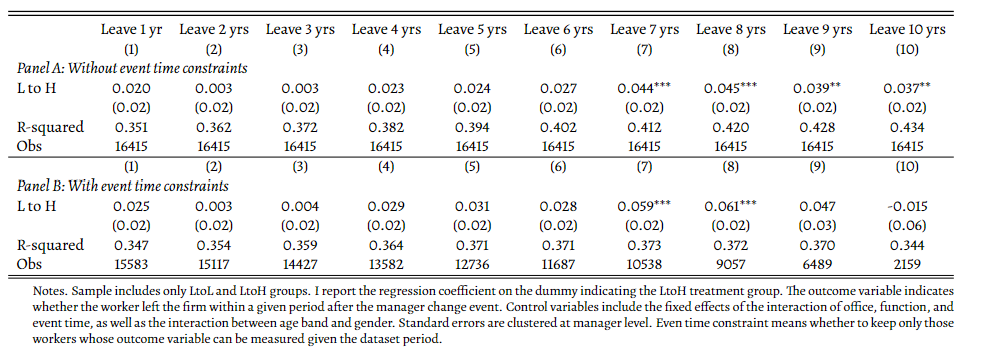 Leave 1 yr Leave 2 yrs Leave 3 yrs Leave 4 yrs Leave 5 yrs Leave 6 yrs Leave 7 yrs Leave 8 yrs Leave 9 yrs Leave 10 yrs
(1) (2) (3) (4) (5) (6) (7) (8) (9) (10)
Panel A: Without event time constraints
L to H 0.020 0.003 0.003 0.023 0.024 0.027 0.044*** 0.045*** 0.039** 0.037**
(0.02) (0.02) (0.02) (0.02) (0.02) (0.02) (0.02) (0.02) (0.02) (0.02)
R-squared 0.351 0.362 0.372 0.382 0.394 0.402 0.412 0.420 0.428 0.434
Obs 16415 16415 16415 16415 16415 16415 16415 16415 16415 16415
(1) (2) (3) (4) (5) (6) (7) (8) (9) (10)
Panel B: With event time constraints
L to H 0.025 0.003 0.004 0.029 0.031 0.028 0.059*** 0.061*** 0.047 -0.015
(0.02) (0.02) (0.02) (0.02) (0.02) (0.02) (0.02) (0.02) (0.03) (0.06)
R-squared 0.347 0.354 0.359 0.364 0.371 0.371 0.373 0.372 0.370 0.344
Obs 15583 15117 14427 13582 12736 11687 10538 9057 6489 2159
Notes. Sample includes only LtoL and LtoH groups. I report the regression coefficient on the dummy indicating the LtoH treatment group. The outcome variable indicates
whether the worker left the firm within a given period after the manager change event. Control variables include the fixed effects of the interaction of office, function, and
event time, as well as the interaction between age band and gender. Standard errors are clustered at manager level. Even time constraint means whether to keep only those
workers whose outcome variable can be measured given the dataset period.